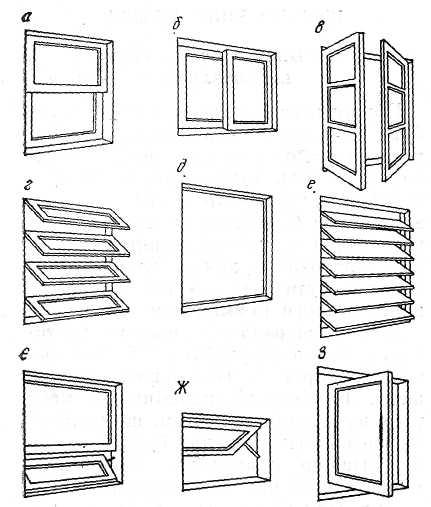 а б в
г д е
є ж з